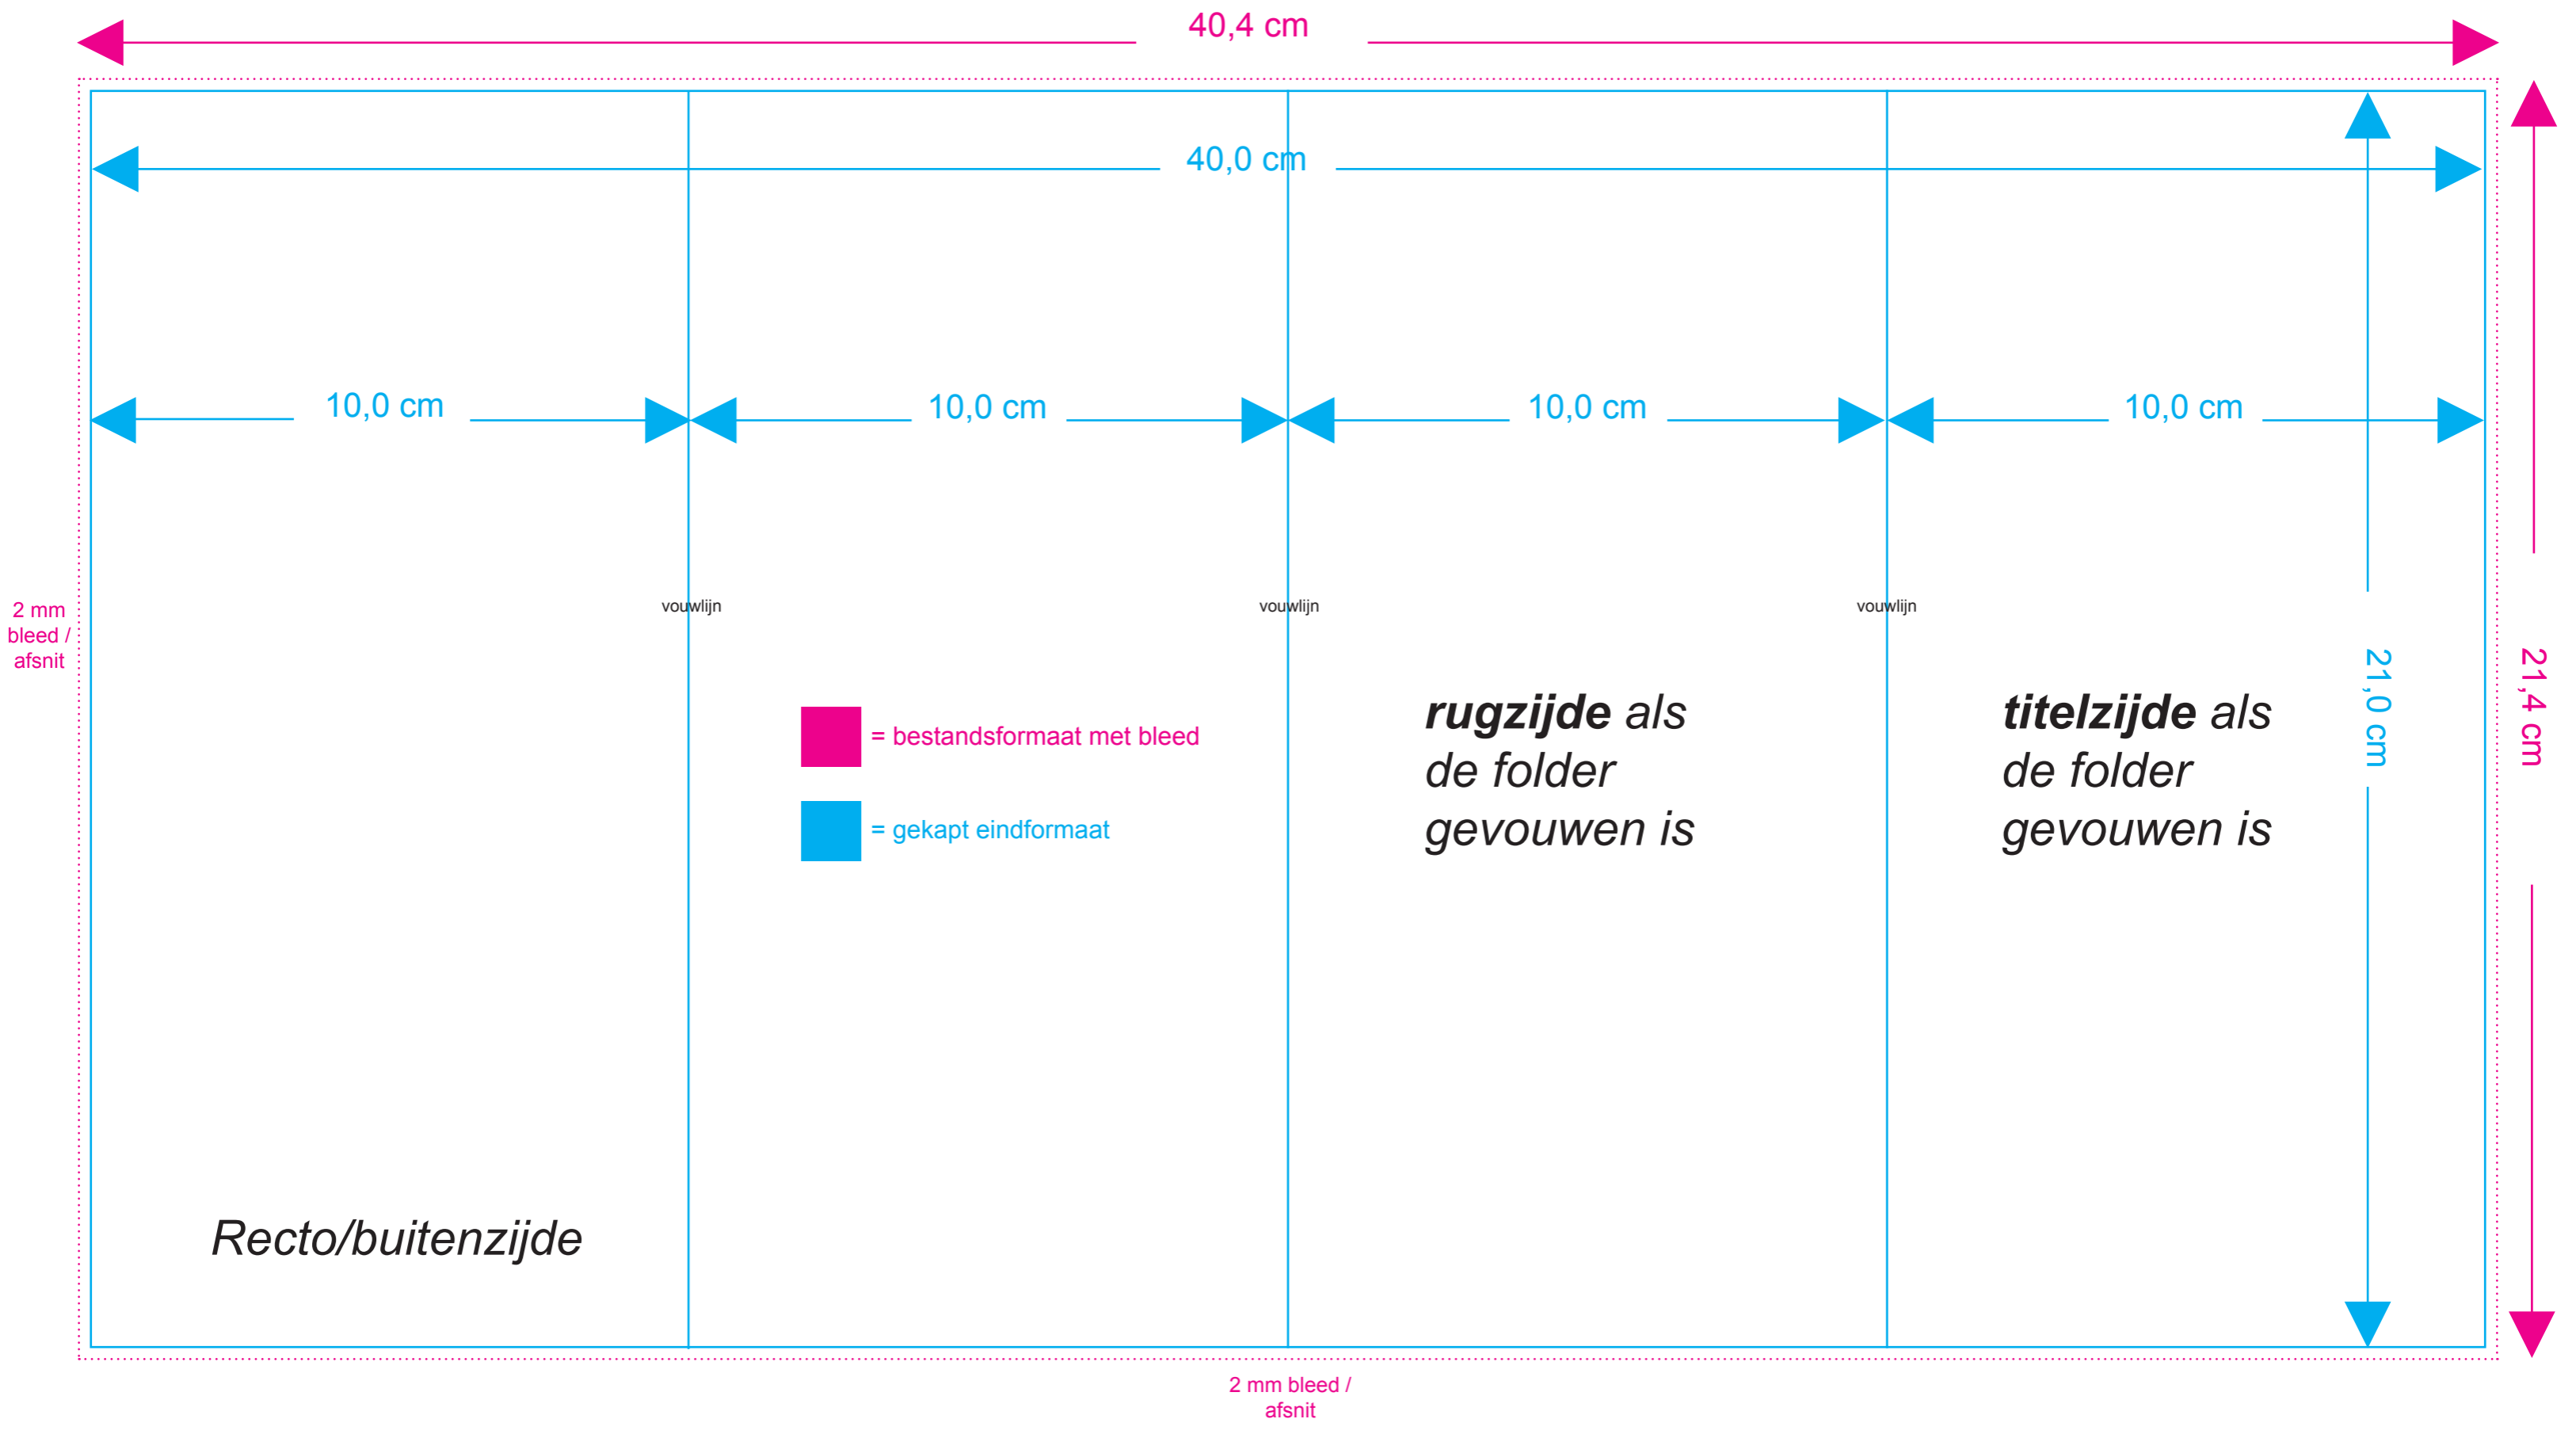 40,4 cm
40,0 cm
10,0 cm
10,0 cm
10,0 cm
10,0 cm
vouwlijn
vouwlijn
vouwlijn
2 mm
bleed /
afsnit
= bestandsformaat met bleed
= gekapt eindformaat
rugzijde als
de folder
gevouwen is
titelzijde als
de folder
gevouwen is
21,0 cm
21,4 cm
Recto/buitenzijde
2 mm bleed /
afsnit